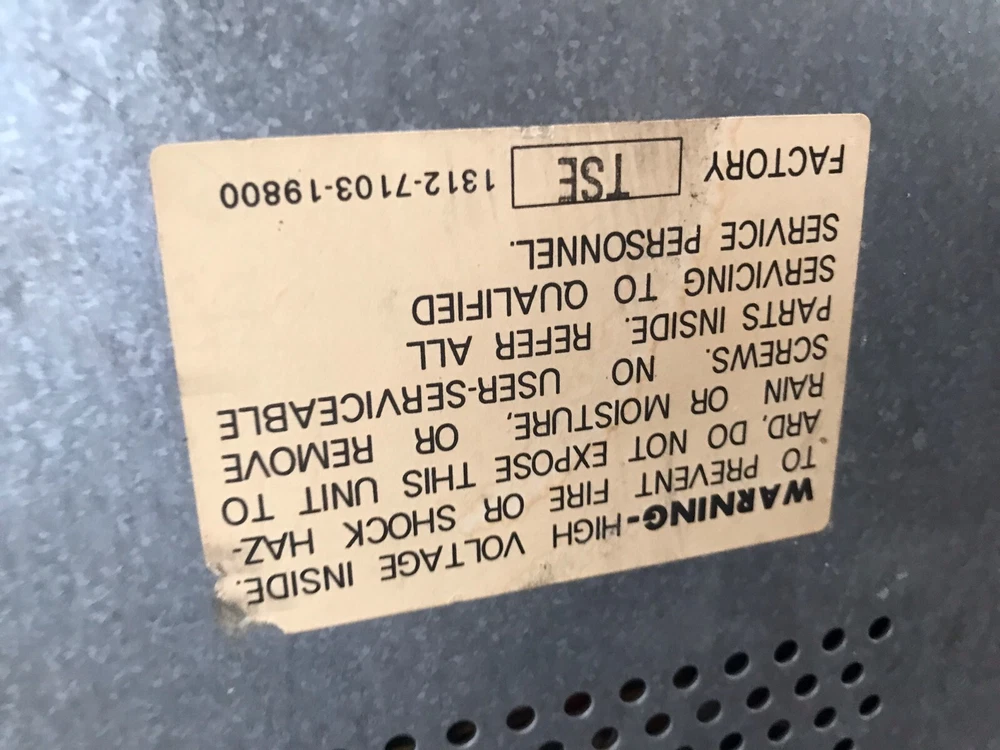 WARNING-HIGH VOLTAGE INSIDE.
TO PREVENT FIRE OR SHOCK HAZ-
ARD, DO NOT EXPOSE THIS UNIT TO
RAIN OR MOISTURE, OR REMOVE
SCREWS. NO USER-SERVICEABLE
PARTS INSIDE. REFER ALL
SERVICING TO QUALIFIED
SERVICE PERSONNEL.
FACTORY TSE 1312-7103-19800